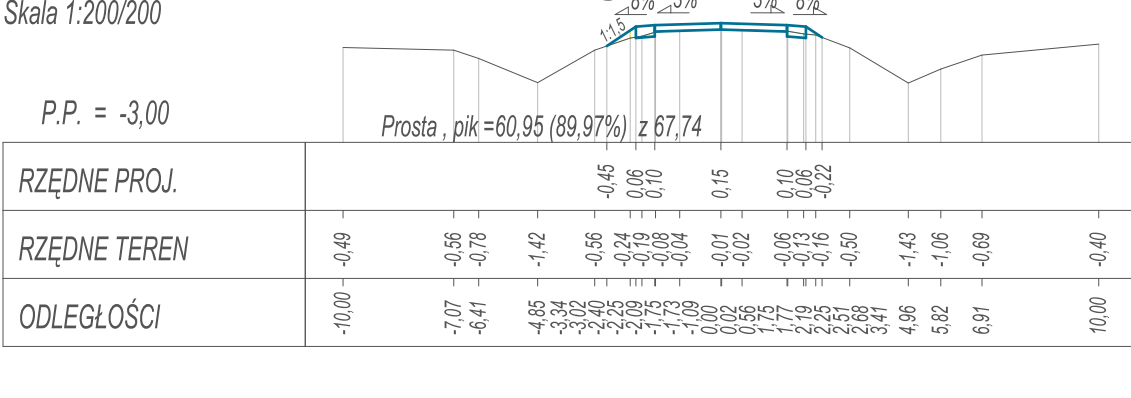 8% 3% 3% 8%
Skala 1:200/200
1:1,5
P.P. = -3,00
Prosta , pik =60,95 (89,97%) z 67,74
RZĘDNE PROJ. -0,45 0,06 0,10 0,15 0,10 0,06 -0,22
RZĘDNE TEREN -0,49 -0,56 -0,78 -1,42 -0,56 -0,24 -0,19 -0,08 -0,04 -0,01 -0,02 -0,06 -0,13 -0,16 -0,50 -1,43 -1,06 -0,69 -0,40
ODLEGŁOŚCI -10,00 -7,07 -6,41 -4,85 -3,34 -3,02 -2,40 -2,25 -2,09 -1,75 -1,73 -1,09 0,00 0,02 0,56 1,75 1,77 2,19 2,25 2,51 2,68 3,41 4,96 5,82 6,91 10,00